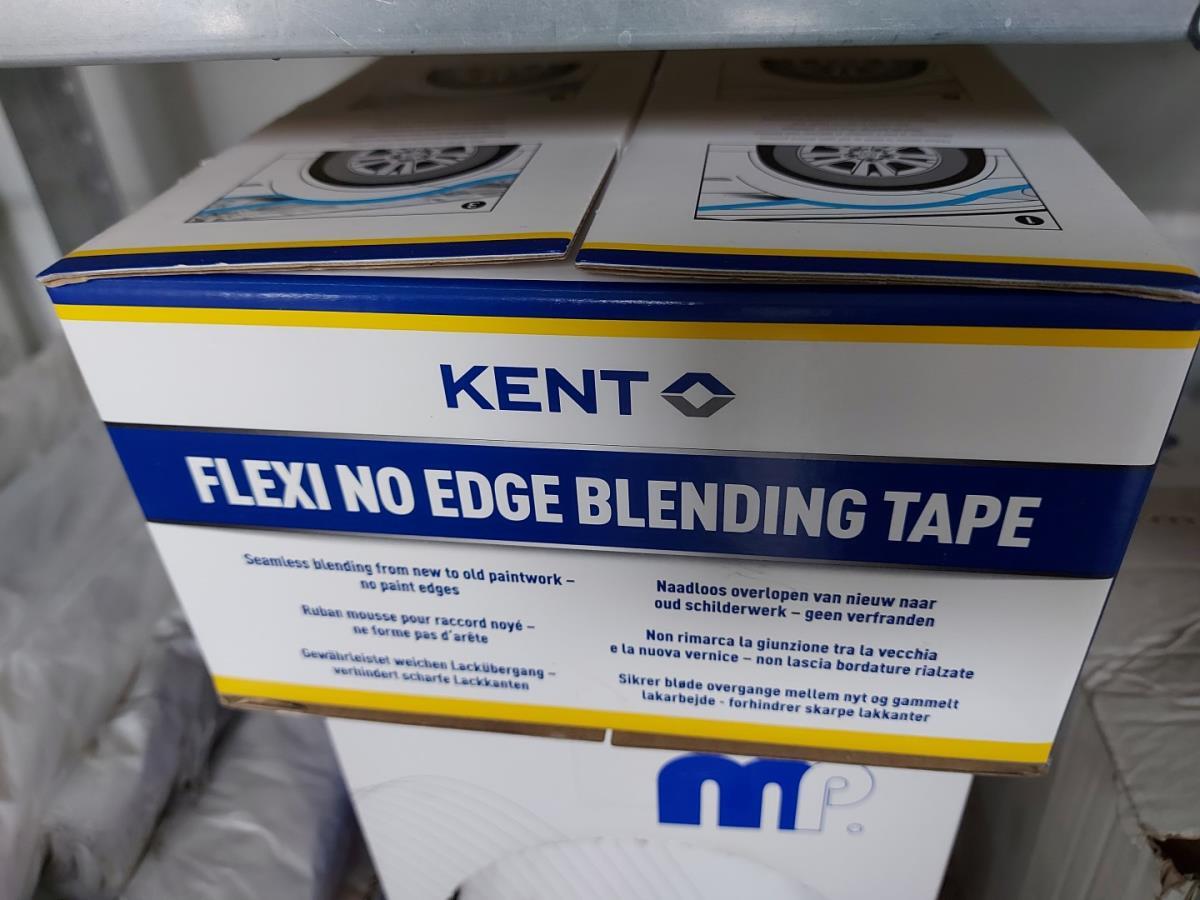 3
1
KENT
FLEXI NO EDGE BLENDING TAPE
Seamless blending from new to old paintwork –
no paint edges
Ruban mousse pour raccord noyé –
ne forme pas d'arête
Gewährleistet weichen Lackübergang –
verhindert scharfe Lackkanten
Naadloos overlopen van nieuw naar
oud schilderwerk – geen verfranden
Non rimarca la giunzione tra la vecchia
e la nuova vernice – non lascia bordature rialzate
Sikrer bløde overgange mellem nyt og gammelt
lakarbejde - forhindrer skarpe lakkanter
mp.